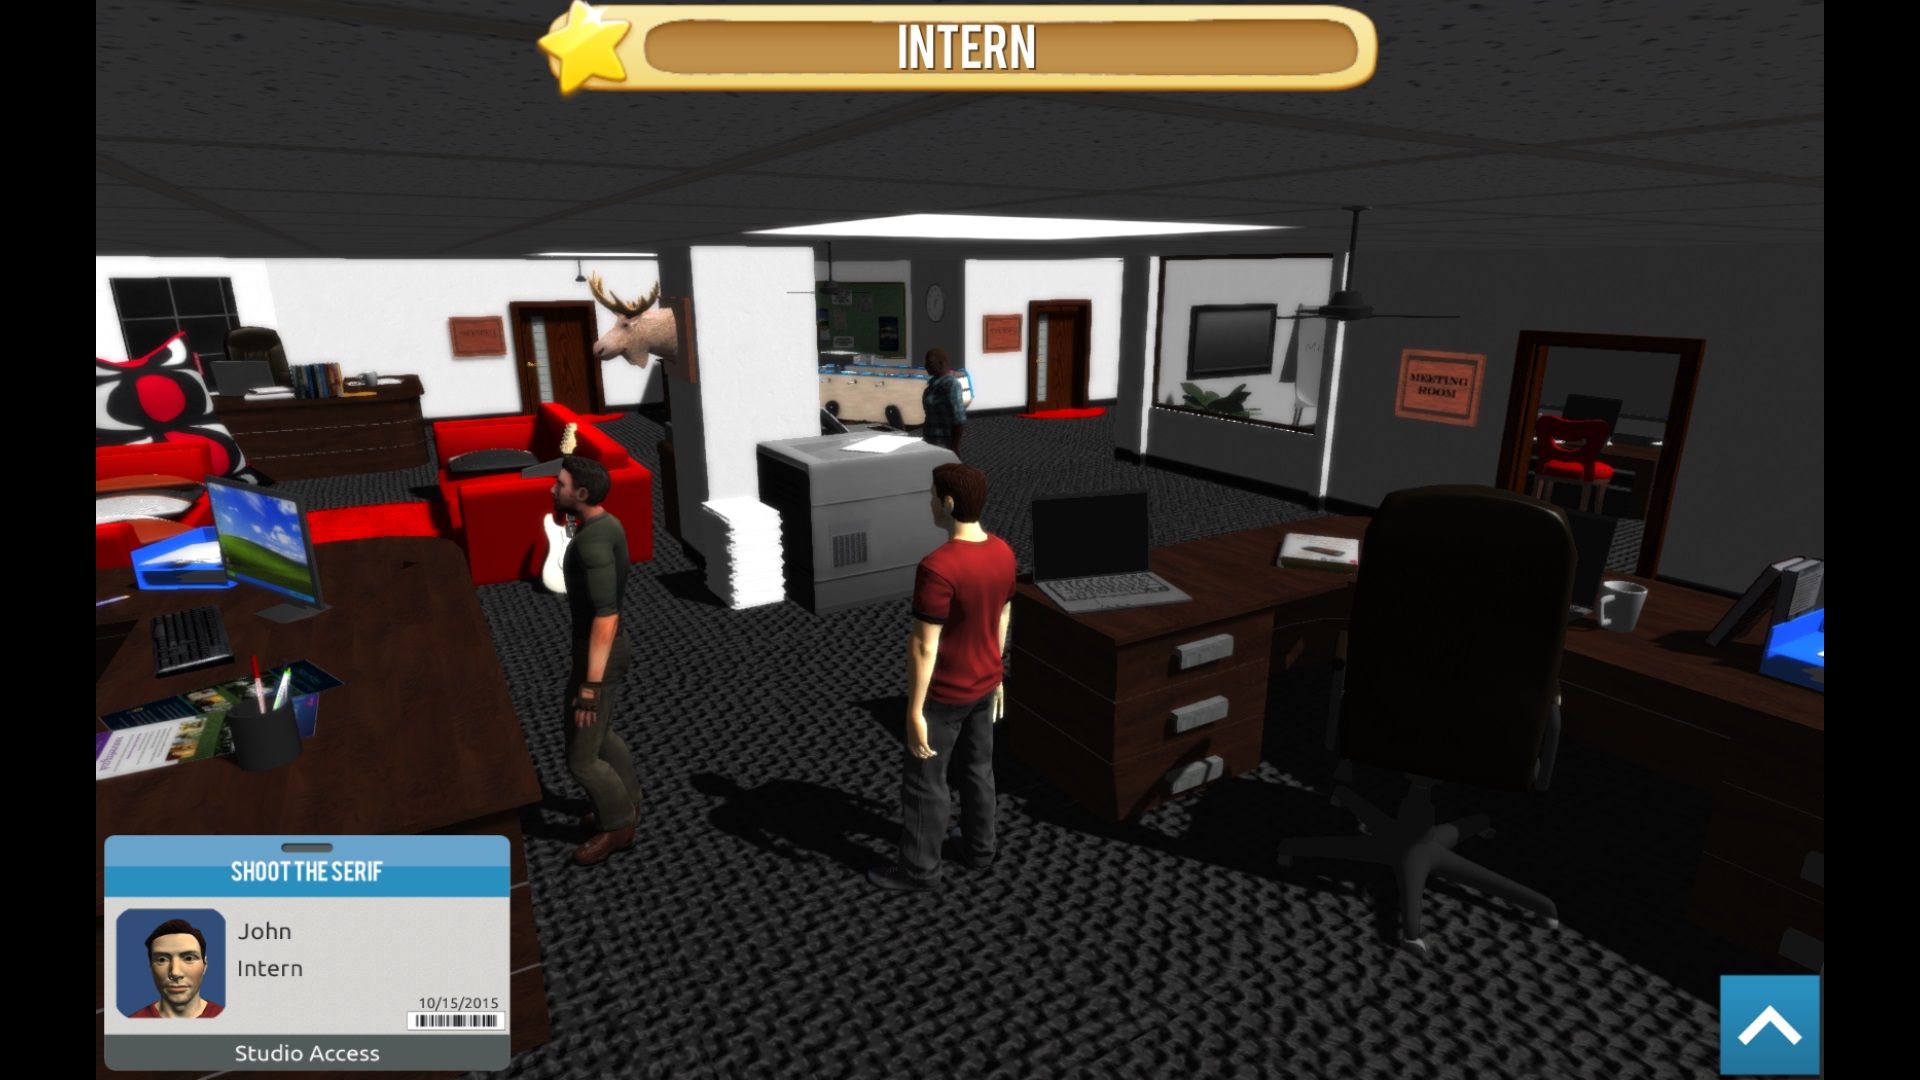 INTERN
MEETING
ROOM
SHOOT THE SERIF
John
Intern
10/15/2015
Studio Access